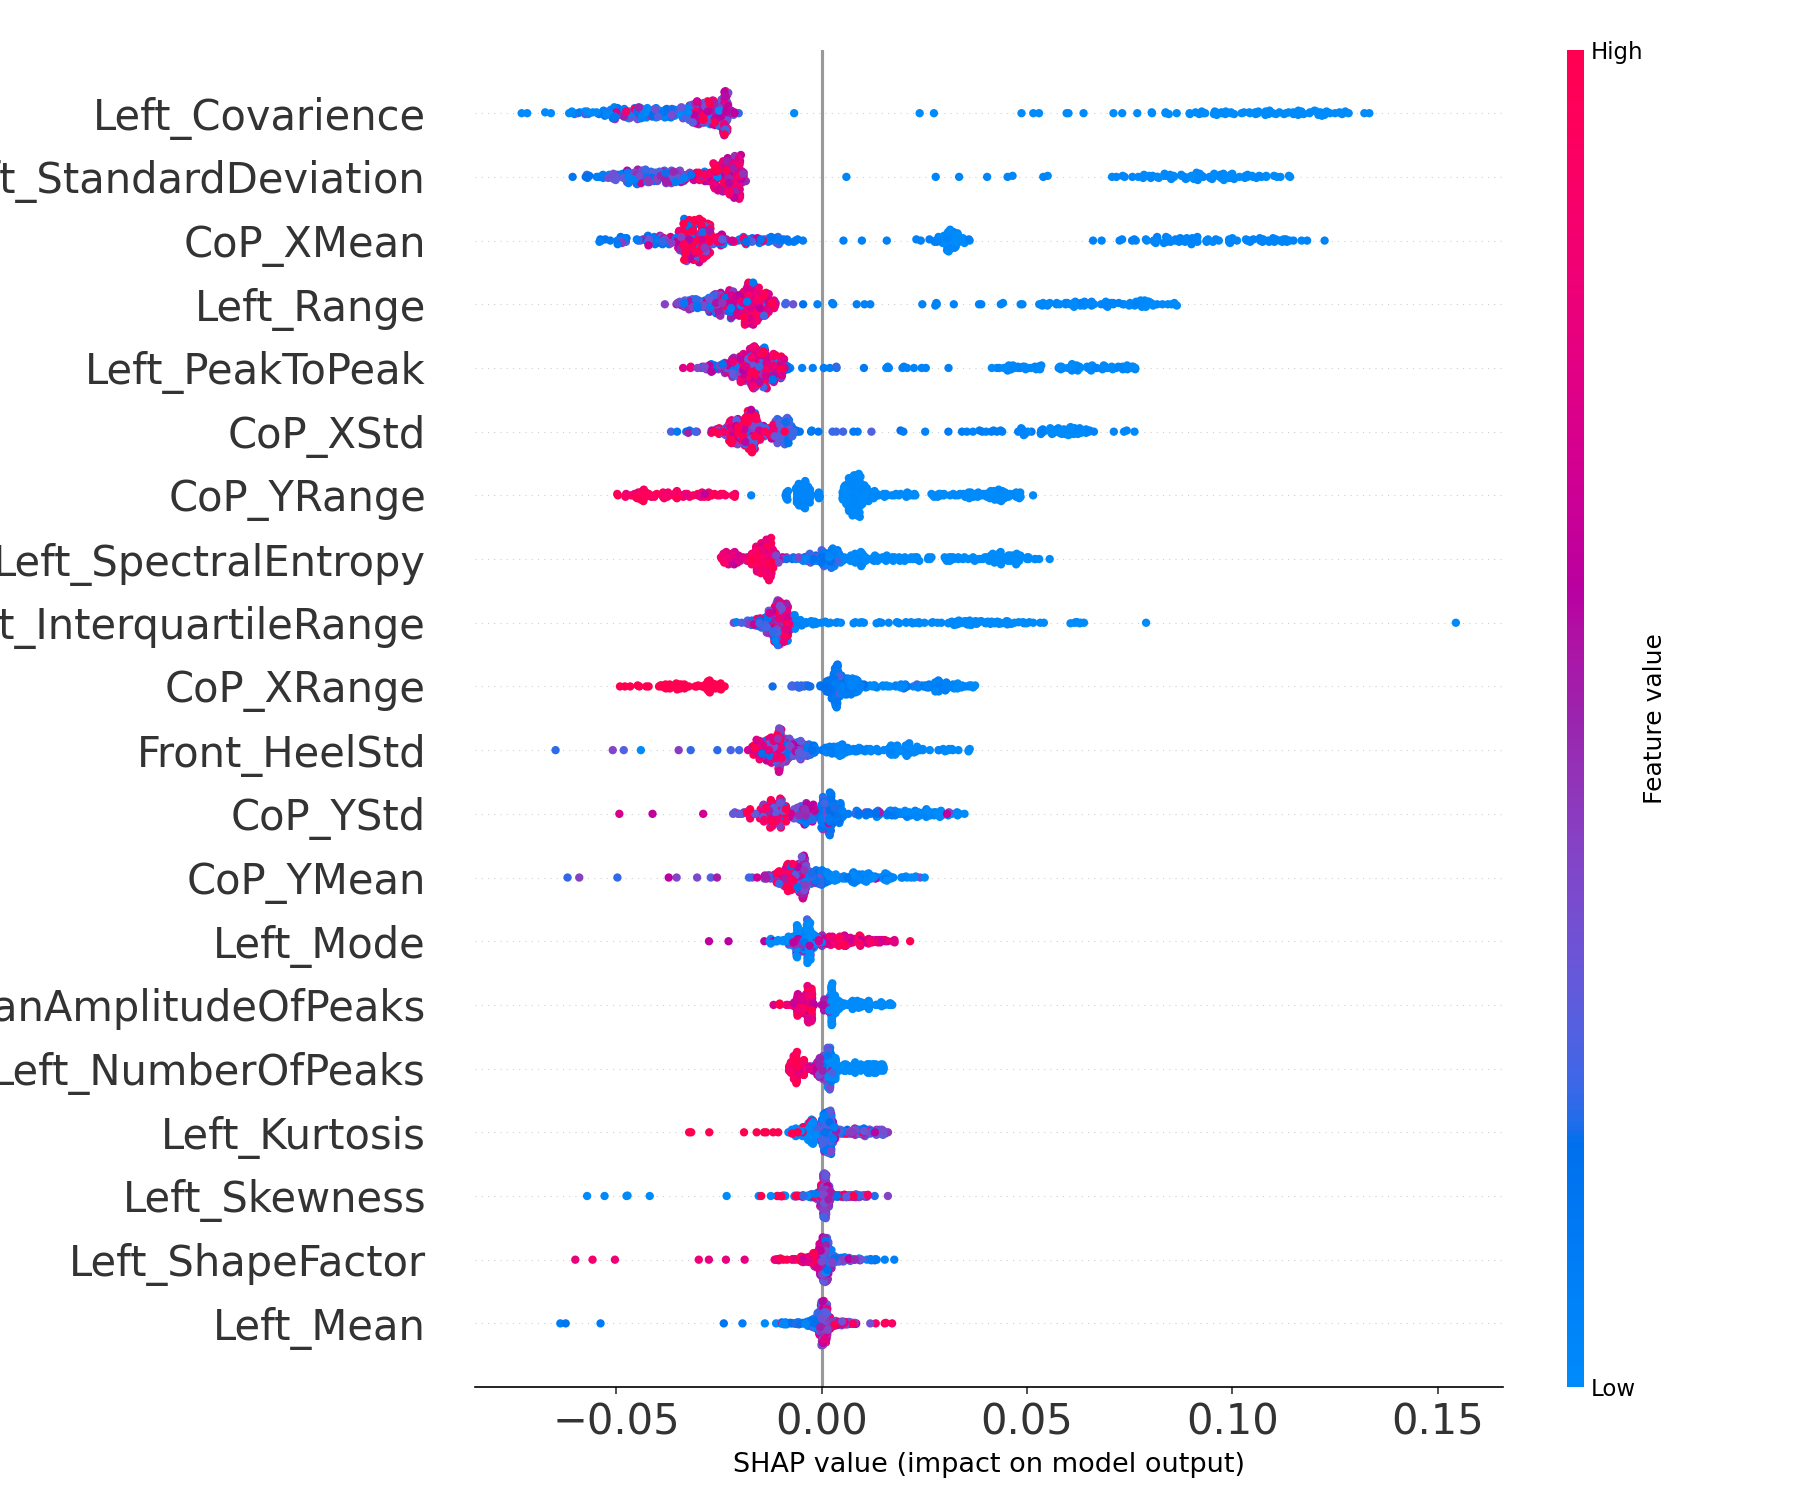 High
Left_Covarience
t_StandardDeviation
CoP_XMean
Left_Range
Left_PeakToPeak
CoP_XStd
CoP_YRange
Left_SpectralEntropy
t_InterquartileRange
CoP_XRange
Front_HeelStd
CoP_YStd
CoP_YMean
Left_Mode
anAmplitudeOfPeaks
Left_NumberOfPeaks
Left_Kurtosis
Left_Skewness
Left_ShapeFactor
Left_Mean
Feature value
Low
−0.05 0.00 0.05 0.10 0.15
SHAP value (impact on model output)